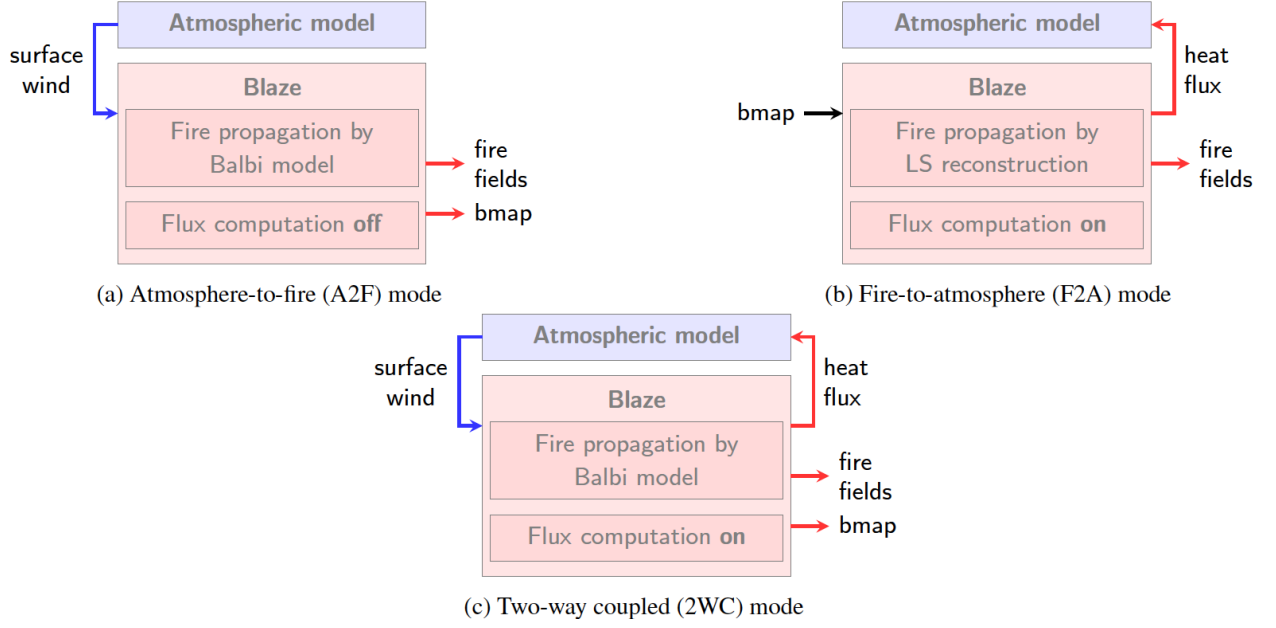 Atmospheric model
surface
wind
Blaze
Fire propagation by
Balbi model
fire
fields
Flux computation off
bmap
(a) Atmosphere-to-fire (A2F) mode
Atmospheric model
heat
flux
Blaze
bmap
Fire propagation by
LS reconstruction
fire
fields
Flux computation on
(b) Fire-to-atmosphere (F2A) mode
Atmospheric model
surface
wind
heat
flux
Blaze
Fire propagation by
Balbi model
fire
fields
Flux computation on
bmap
(c) Two-way coupled (2WC) mode